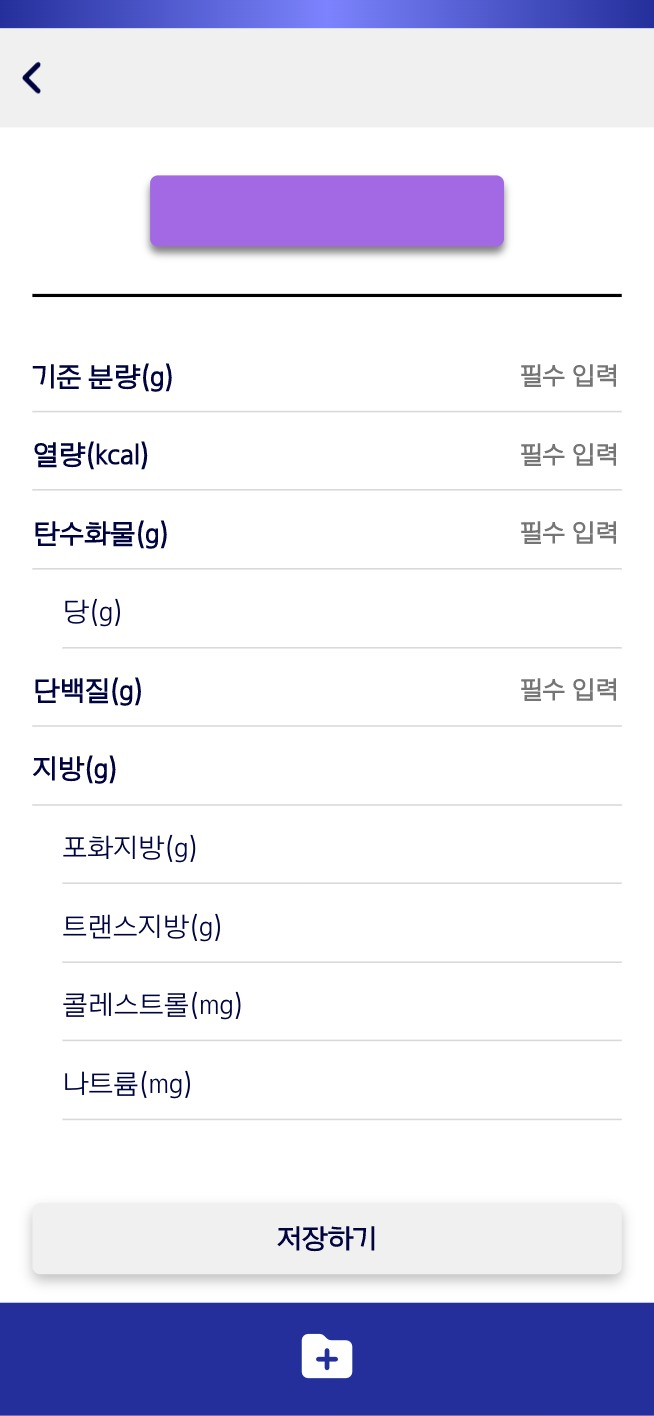 기준 분량(g) 필수 입력
열량(kcal) 필수 입력
탄수화물(g) 필수 입력
당(g)
단백질(g) 필수 입력
지방(g)
포화지방(g)
트랜스지방(g)
콜레스트롤(mg)
나트륨(mg)
저장하기